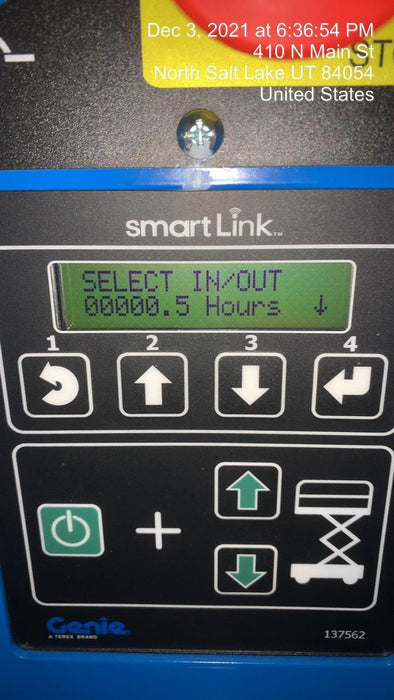 Dec 3, 2021 at 6:36:54 PM
410 N Main St
North Salt Lake UT 84054
United States
smartLink™
SELECT IN/OUT
00000.5 Hours ↓
1 2 3 4
+
Genie
A TEREX BRAND
137562